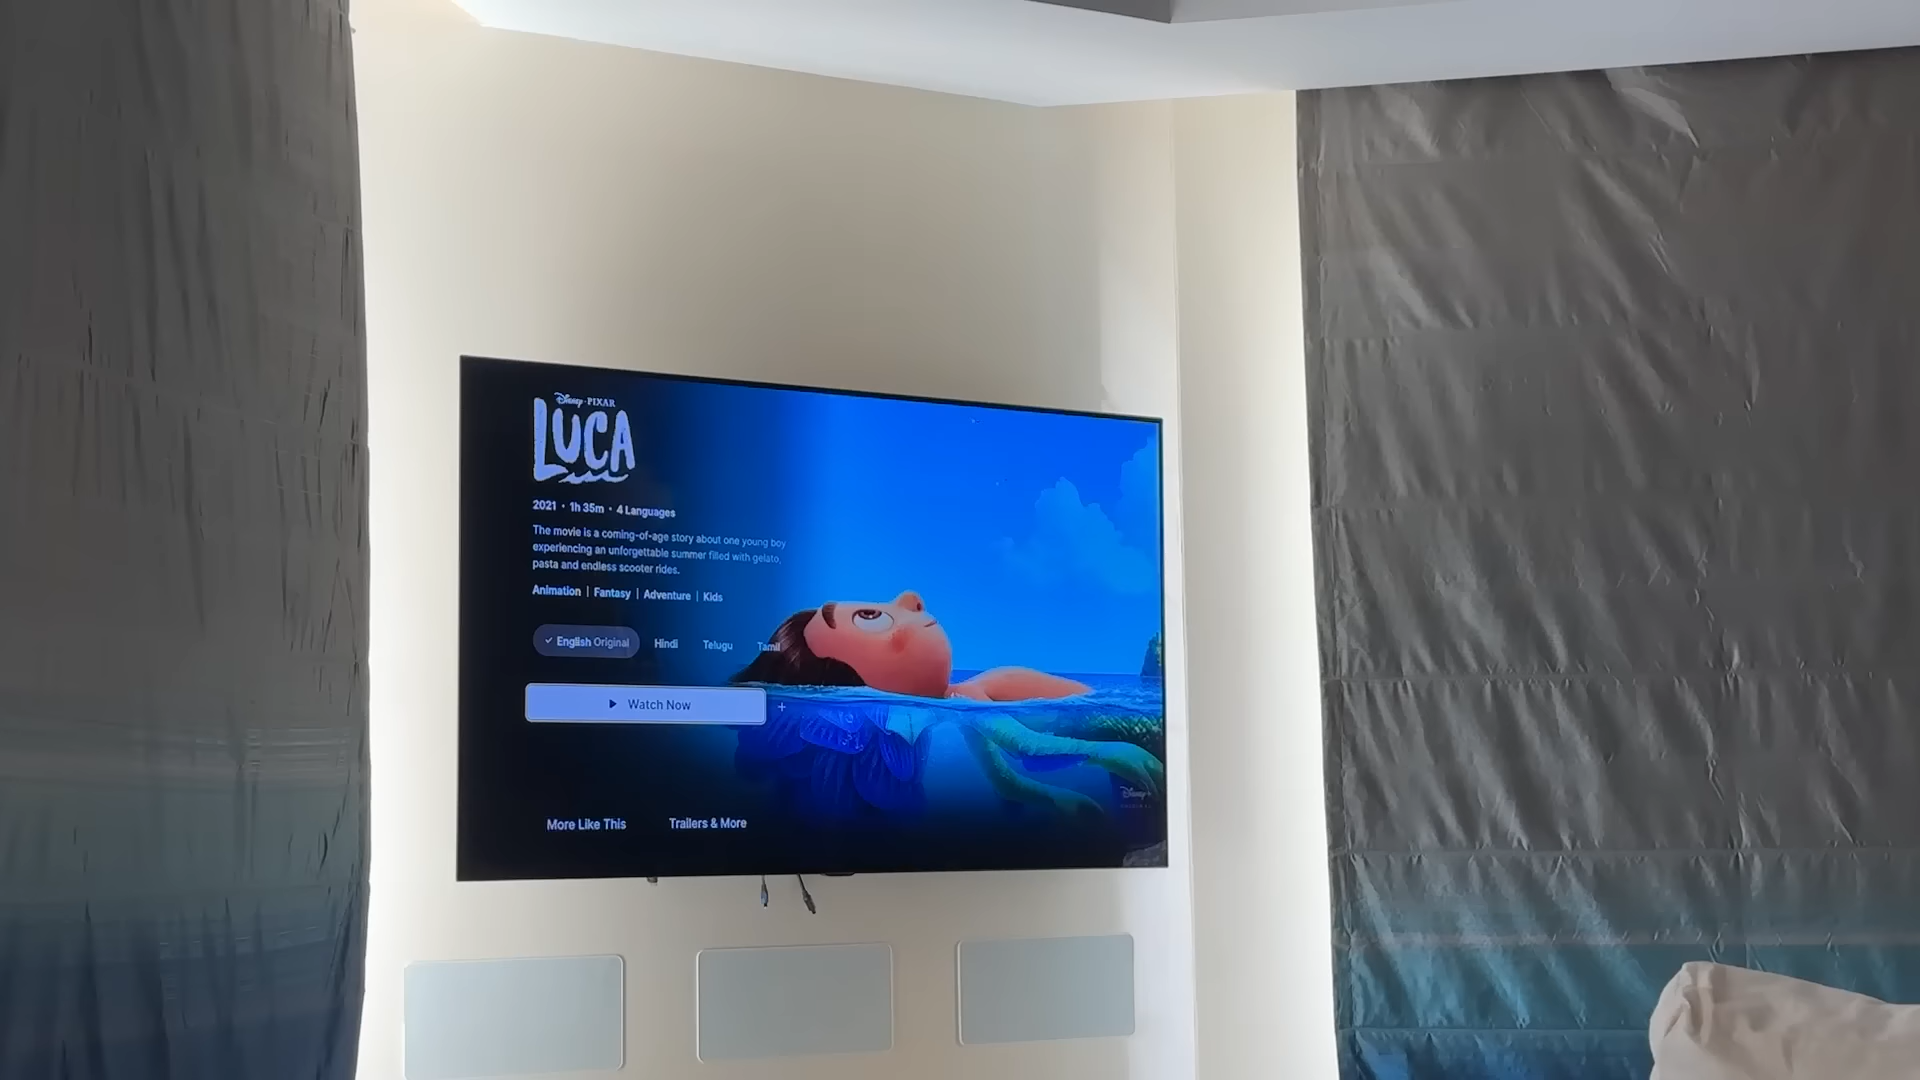 Disney · PIXAR
LUCA
2021 • 1h 35m • 4 Languages
The movie is a coming-of-age story about one young boy
experiencing an unforgettable summer filled with gelato,
pasta and endless scooter rides.
Animation | Fantasy | Adventure | Kids
✓ English Original Hindi Telugu Tamil
Watch Now +
Disney+
More Like This Trailers & More